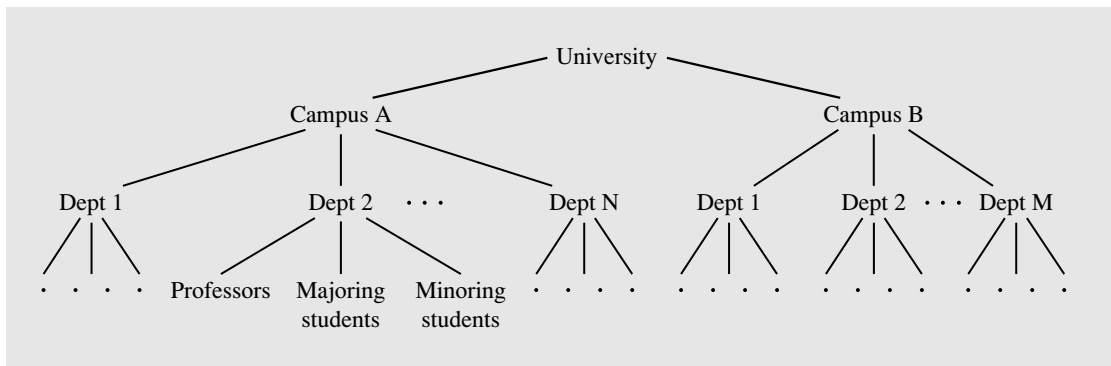 University
Campus A Campus B
Dept 1 Dept 2 · · · Dept N Dept 1 Dept 2 · · · Dept M
· · · · Professors Majoring Minoring · · · · · · · · · · · · · · · ·
students students